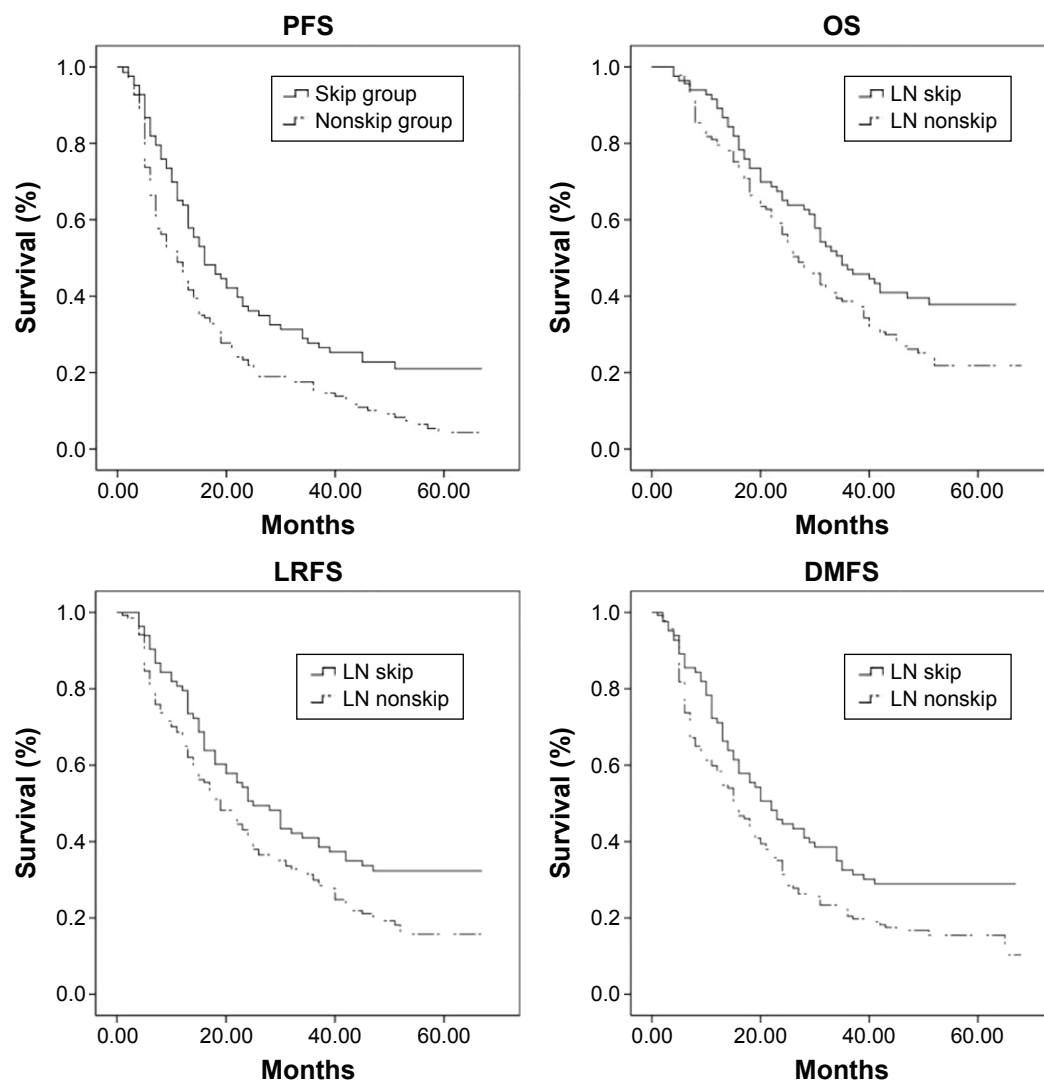 PFS
Survival (%)
1.0
0.8
0.6
0.4
0.2
0.0
Skip group
Nonskip group
0.00 20.00 40.00 60.00
Months
OS
Survival (%)
1.0
0.8
0.6
0.4
0.2
0.0
LN skip
LN nonskip
0.00 20.00 40.00 60.00
Months
LRFS
Survival (%)
1.0
0.8
0.6
0.4
0.2
0.0
LN skip
LN nonskip
0.00 20.00 40.00 60.00
Months
DMFS
Survival (%)
1.0
0.8
0.6
0.4
0.2
0.0
LN skip
LN nonskip
0.00 20.00 40.00 60.00
Months